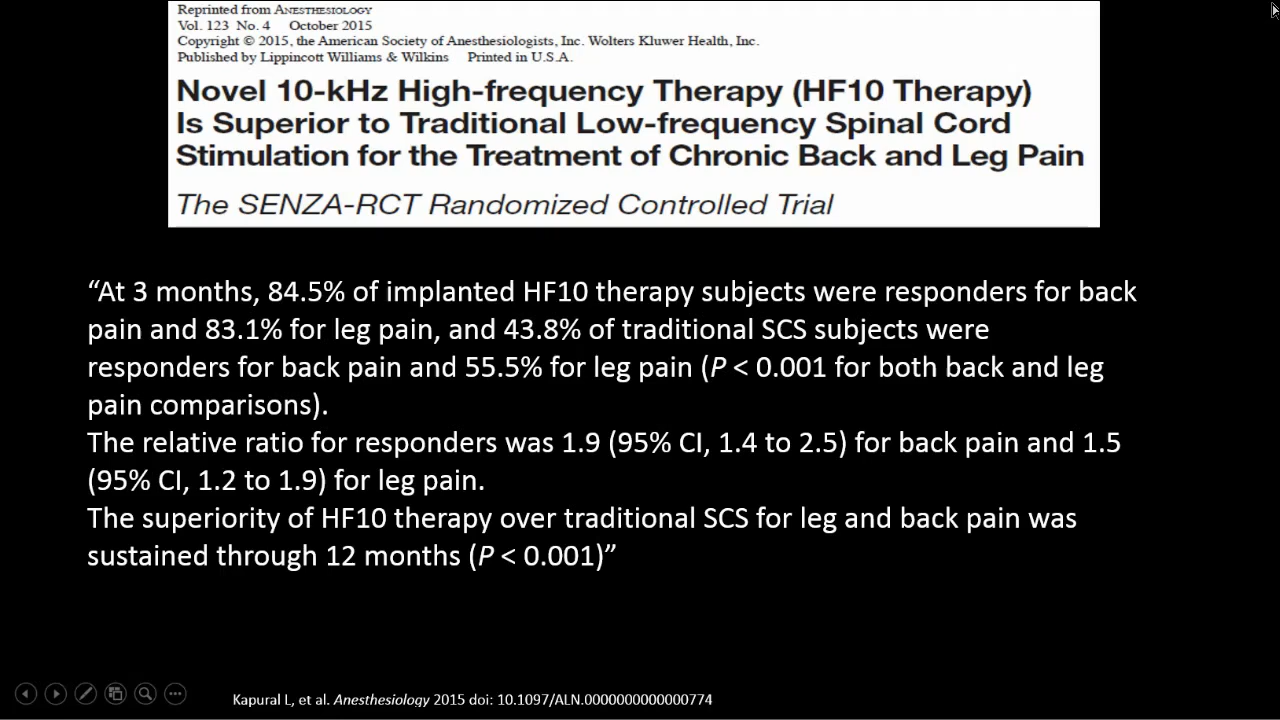 Reprinted from ANESTHESIOLOGY
Vol. 123 No. 4 October 2015
Copyright © 2015, the American Society of Anesthesiologists, Inc. Wolters Kluwer Health, Inc.
Published by Lippincott Williams & Wilkins Printed in U.S.A.
Novel 10-kHz High-frequency Therapy (HF10 Therapy)
Is Superior to Traditional Low-frequency Spinal Cord
Stimulation for the Treatment of Chronic Back and Leg Pain
The SENZA-RCT Randomized Controlled Trial
“At 3 months, 84.5% of implanted HF10 therapy subjects were responders for back
pain and 83.1% for leg pain, and 43.8% of traditional SCS subjects were
responders for back pain and 55.5% for leg pain (P < 0.001 for both back and leg
pain comparisons).
The relative ratio for responders was 1.9 (95% CI, 1.4 to 2.5) for back pain and 1.5
(95% CI, 1.2 to 1.9) for leg pain.
The superiority of HF10 therapy over traditional SCS for leg and back pain was
sustained through 12 months (P < 0.001)”
Kapural L, et al. Anesthesiology 2015 doi: 10.1097/ALN.0000000000000774